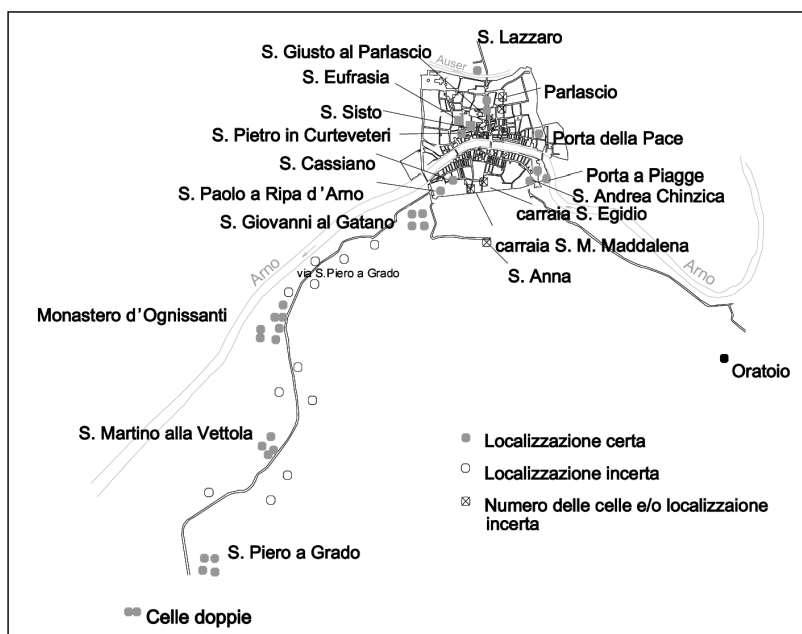 S. Lazzaro
S. Giusto al Parlascio
Auser
S. Eufrasia
Parlascio
S. Sisto
S. Pietro in Curteveteri
Porta della Pace
S. Cassiano
Porta a Piagge
S. Paolo a Ripa d'Arno
S. Andrea Chinzica
carraia S. Egidio
S. Giovanni al Gatano
carraia S. M. Maddalena
Arno
Arno
via S.Piero a Grado
S. Anna
Monastero d'Ognissanti
Oratoio
S. Martino alla Vettola
Localizzazione certa
Localizzazione incerta
Numero delle celle e/o localizzaione
incerta
S. Piero a Grado
Celle doppie